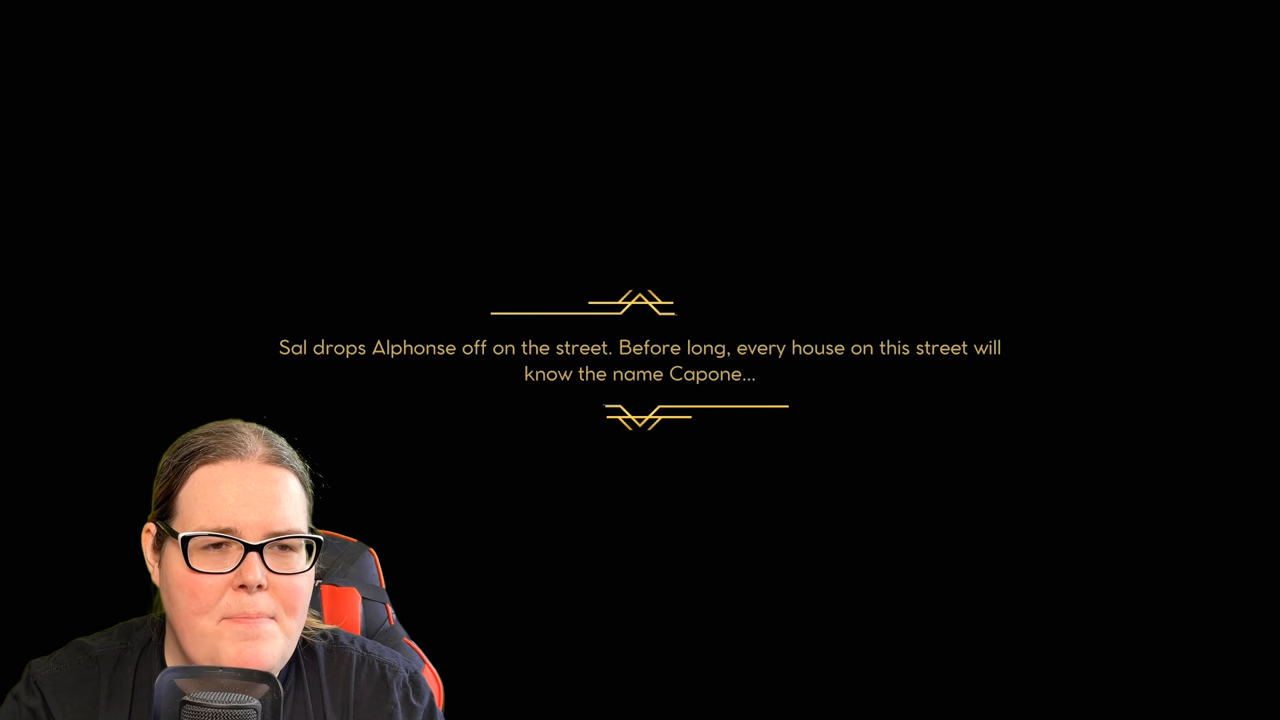 Sal drops Alphonse off on the street. Before long, every house on this street will
know the name Capone...